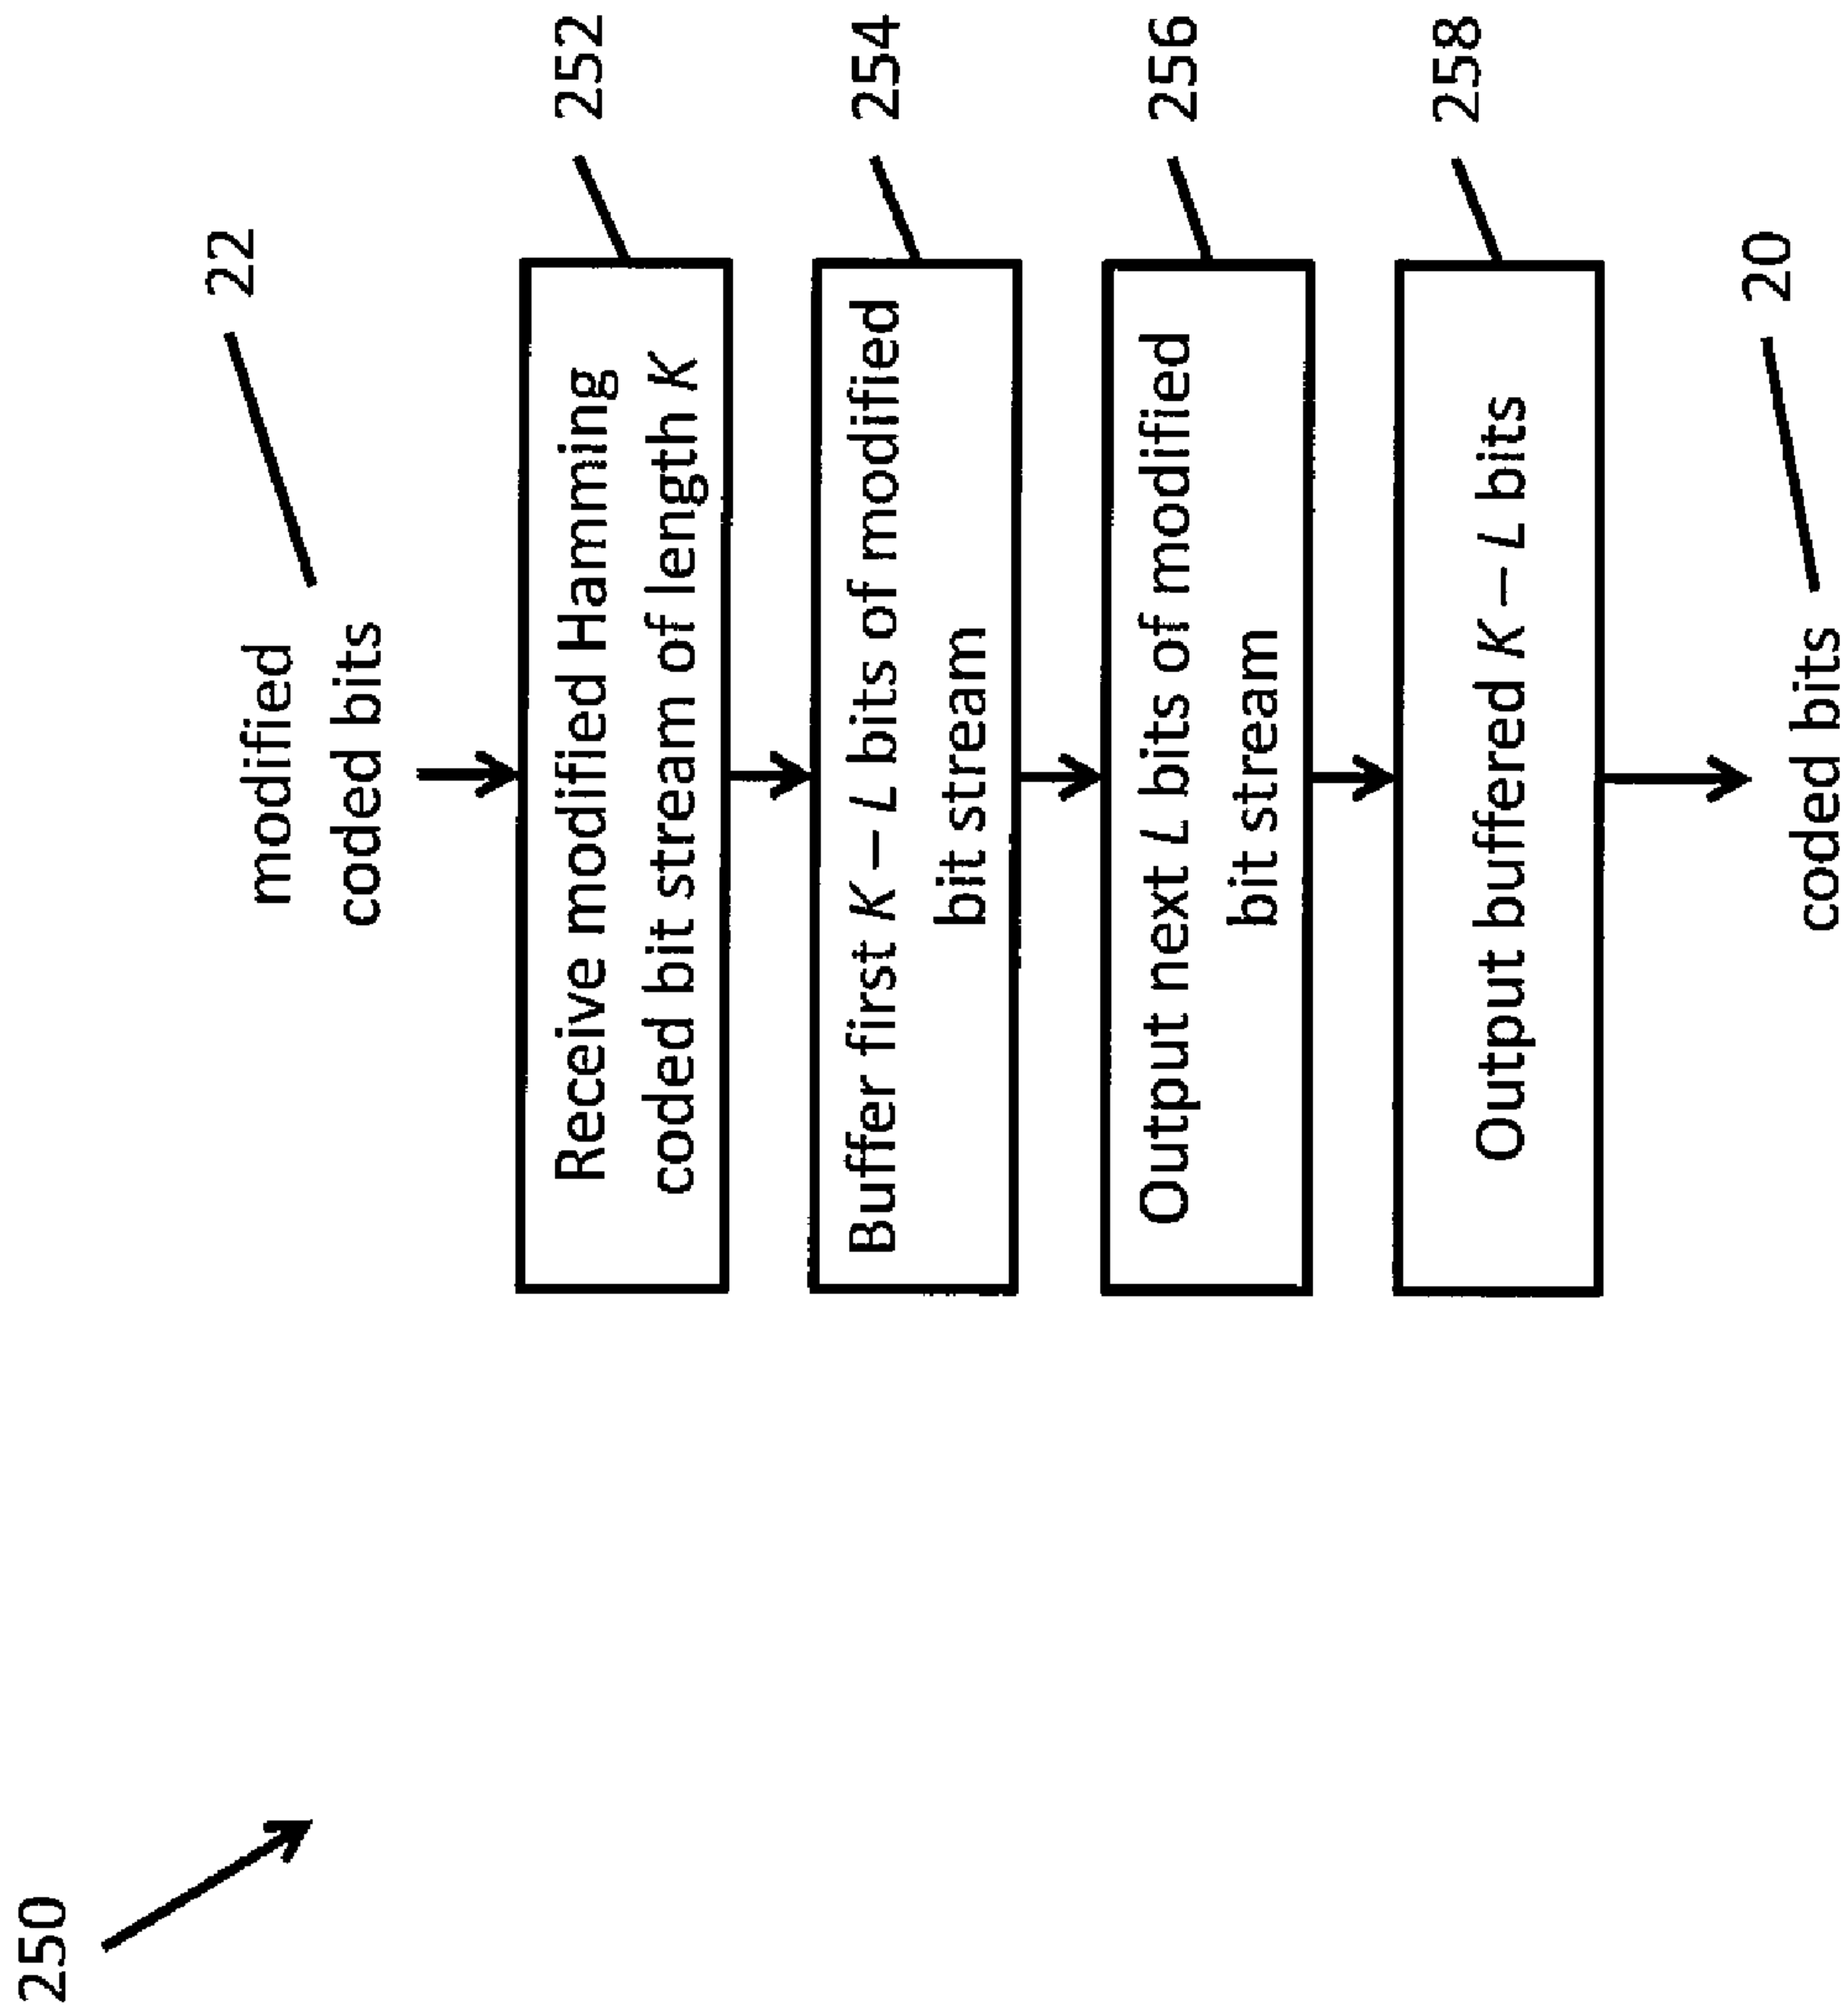 250
22
modified
coded bits
252
Receive modified Hamming
coded bit stream of length K
254
Buffer first K – L bits of modified
bit stream
256
Output next L bits of modified
bit stream
258
Output buffered K – L bits
20
coded bits